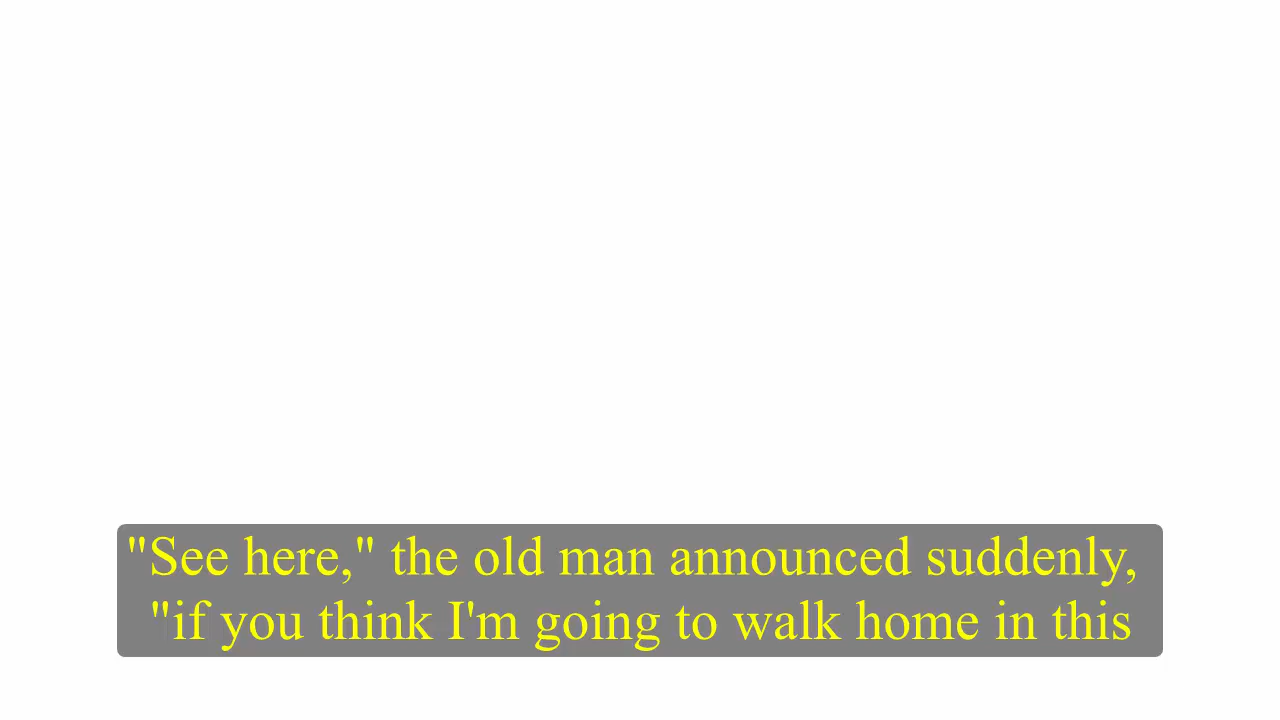 "See here," the old man announced suddenly,
"if you think I'm going to walk home in this